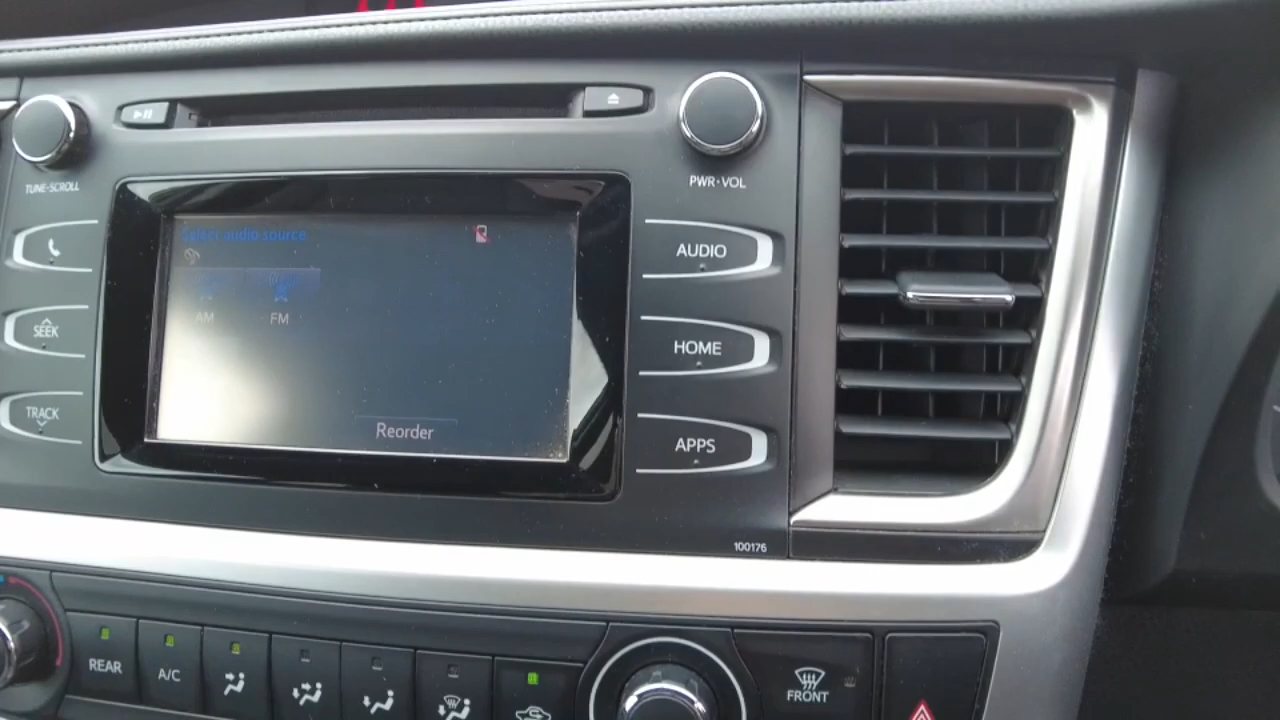 TUNE•SCROLL
PWR•VOL
Select audio source
AUDIO
SEEK
AM
FM
HOME
TRACK
Reorder
APPS
100176
REAR
A/C
FRONT